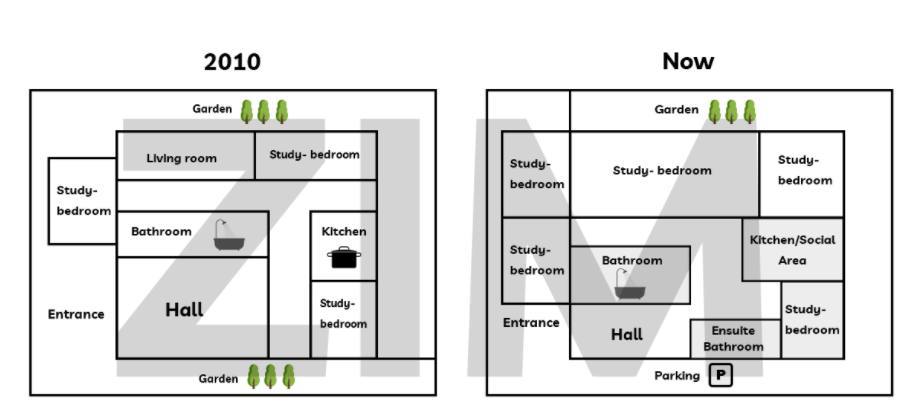 2010
Garden
Living room
Study- bedroom
Study-
bedroom
Bathroom
Kitchen
Hall
Study-
bedroom
Entrance
Garden
Now
Garden
Study-
bedroom
Study- bedroom
Study-
bedroom
Study-
bedroom
Bathroom
Kitchen/Social
Area
Study-
bedroom
Entrance
Hall
Ensuite
Bathroom
Parking P
ZIM